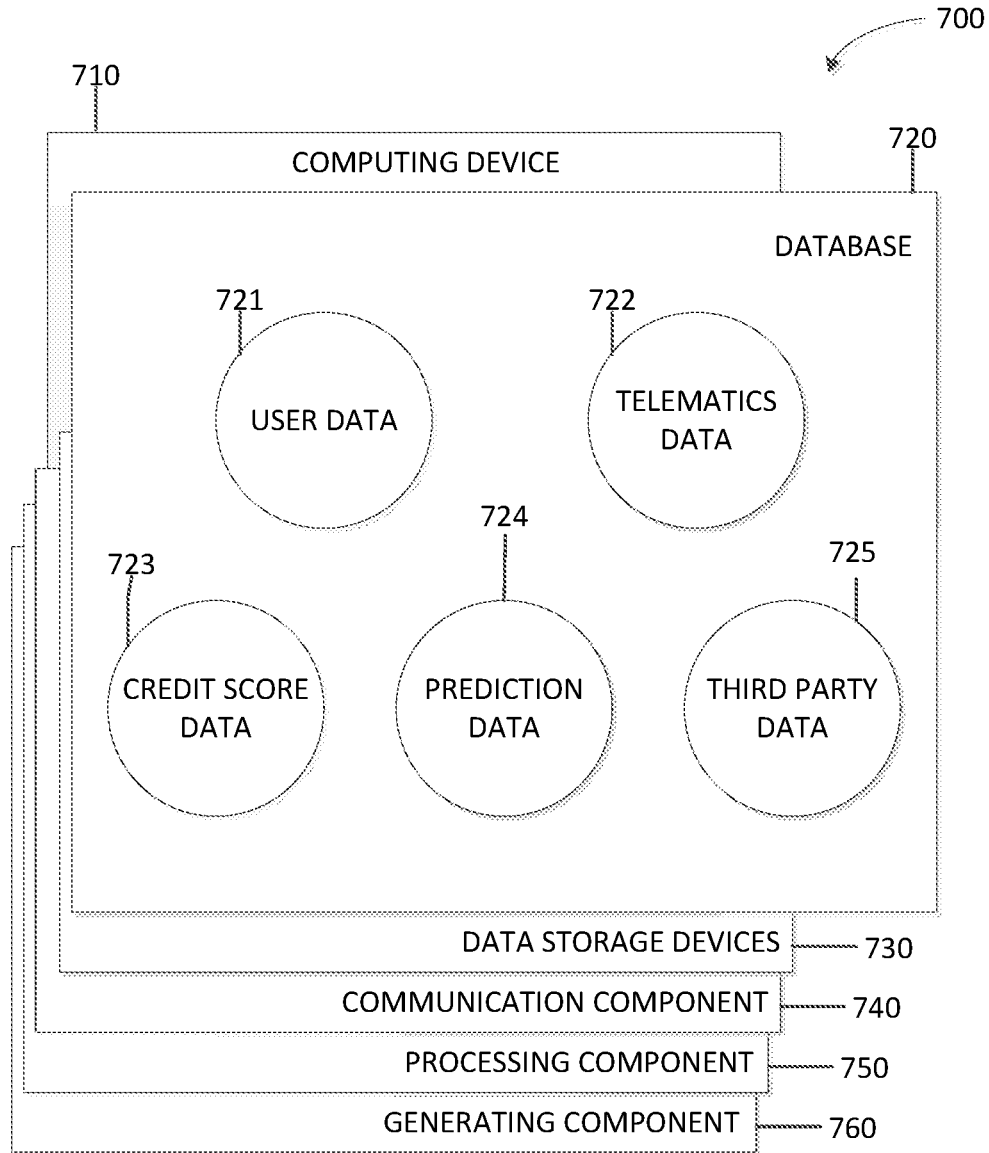 700
710
COMPUTING DEVICE
720
DATABASE
721
722
USER DATA
TELEMATICS
DATA
723
724
725
CREDIT SCORE
DATA
PREDICTION
DATA
THIRD PARTY
DATA
DATA STORAGE DEVICES
730
COMMUNICATION COMPONENT
740
PROCESSING COMPONENT
750
GENERATING COMPONENT
760